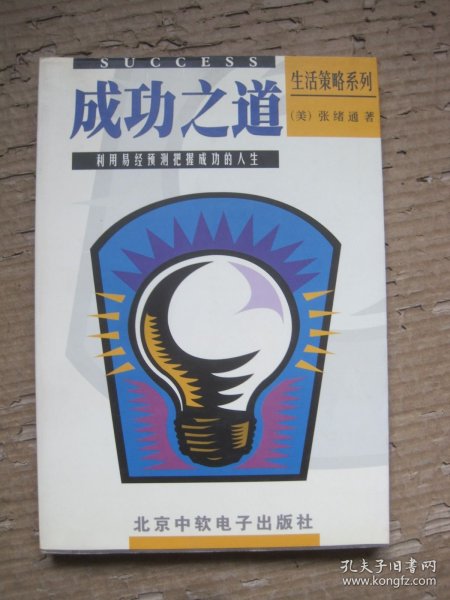 SUCCESS
成功之道
生活策略系列
(美) 张绪通 著
利用易经预测把握成功的人生
北京中软电子出版社
孔夫子旧书网
www.kongfz.com